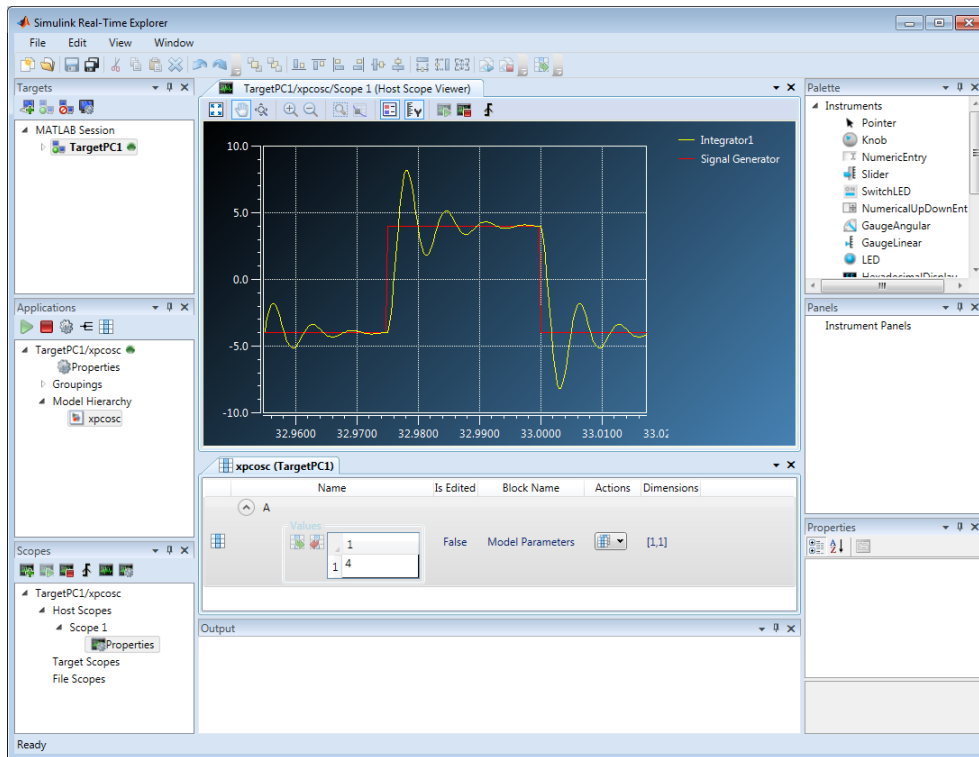 Simulink Real-Time Explorer
File Edit View Window
Targets
MATLAB Session
TargetPC1
Applications
TargetPC1/xpcosc
Properties
Groupings
Model Hierarchy
xpcosc
Scopes
TargetPC1/xpcosc
Host Scopes
Scope 1
Properties
Target Scopes
File Scopes
TargetPC1/xpcosc/Scope 1 (Host Scope Viewer)
Integrator1
Signal Generator
10.0
5.0
0.0
-5.0
-10.0
32.9600 32.9700 32.9800 32.9900 33.0000 33.0100 33.02
xpcosc (TargetPC1)
Name Is Edited Block Name Actions Dimensions
A
Values
1
1 4
False Model Parameters [1,1]
Output
Palette
Instruments
Pointer
Knob
NumericEntry
Slider
SwitchLED
NumericalUpDownEnt
GaugeAngular
GaugeLinear
LED
HexadecimalDisplay
Panels
Instrument Panels
Properties
Ready